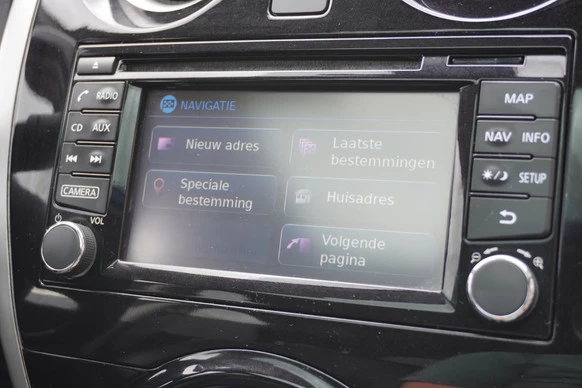 NAVIGATIE
Nieuw adres
Laatste
bestemmingen
Speciale
bestemming
Huisadres
Volgende
pagina
RADIO
CD AUX
CAMERA
VOL
MAP
NAV INFO
SETUP